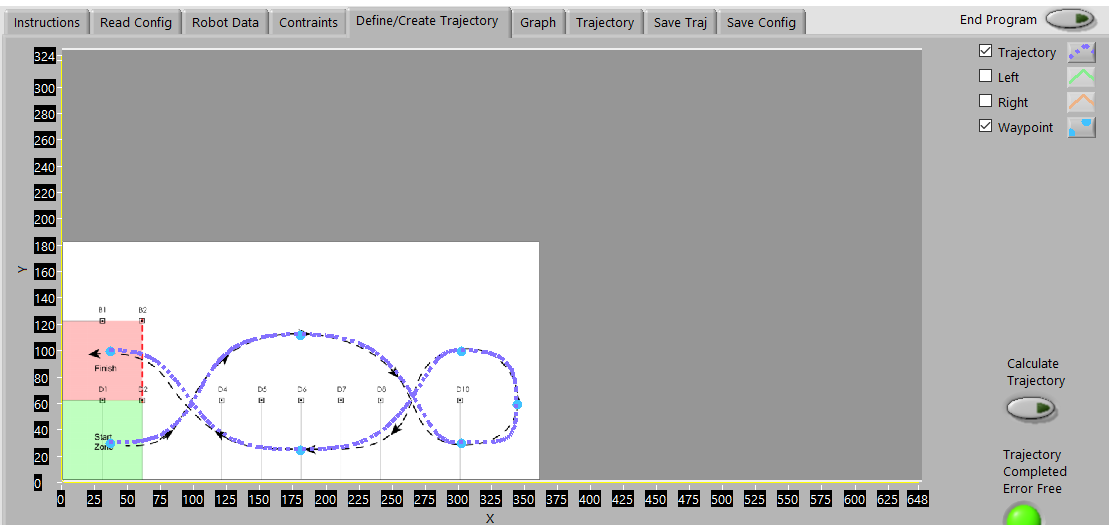 Instructions
Read Config
Robot Data
Contraints
Define/Create Trajectory
Graph
Trajectory
Save Traj
Save Config
End Program
Trajectory
Left
Right
Waypoint
324
300
280
260
240
220
200
180
160
140
120
100
80
60
40
20
0
Y
B1 B2
Finish
D1 D2 D4 D5 D6 D7 D8 D10
Start
Zone
0 25 50 75 100 125 150 175 200 225 250 275 300 325 350 375 400 425 450 475 500 525 550 575 600 625 648
X
Calculate
Trajectory
Trajectory
Completed
Error Free